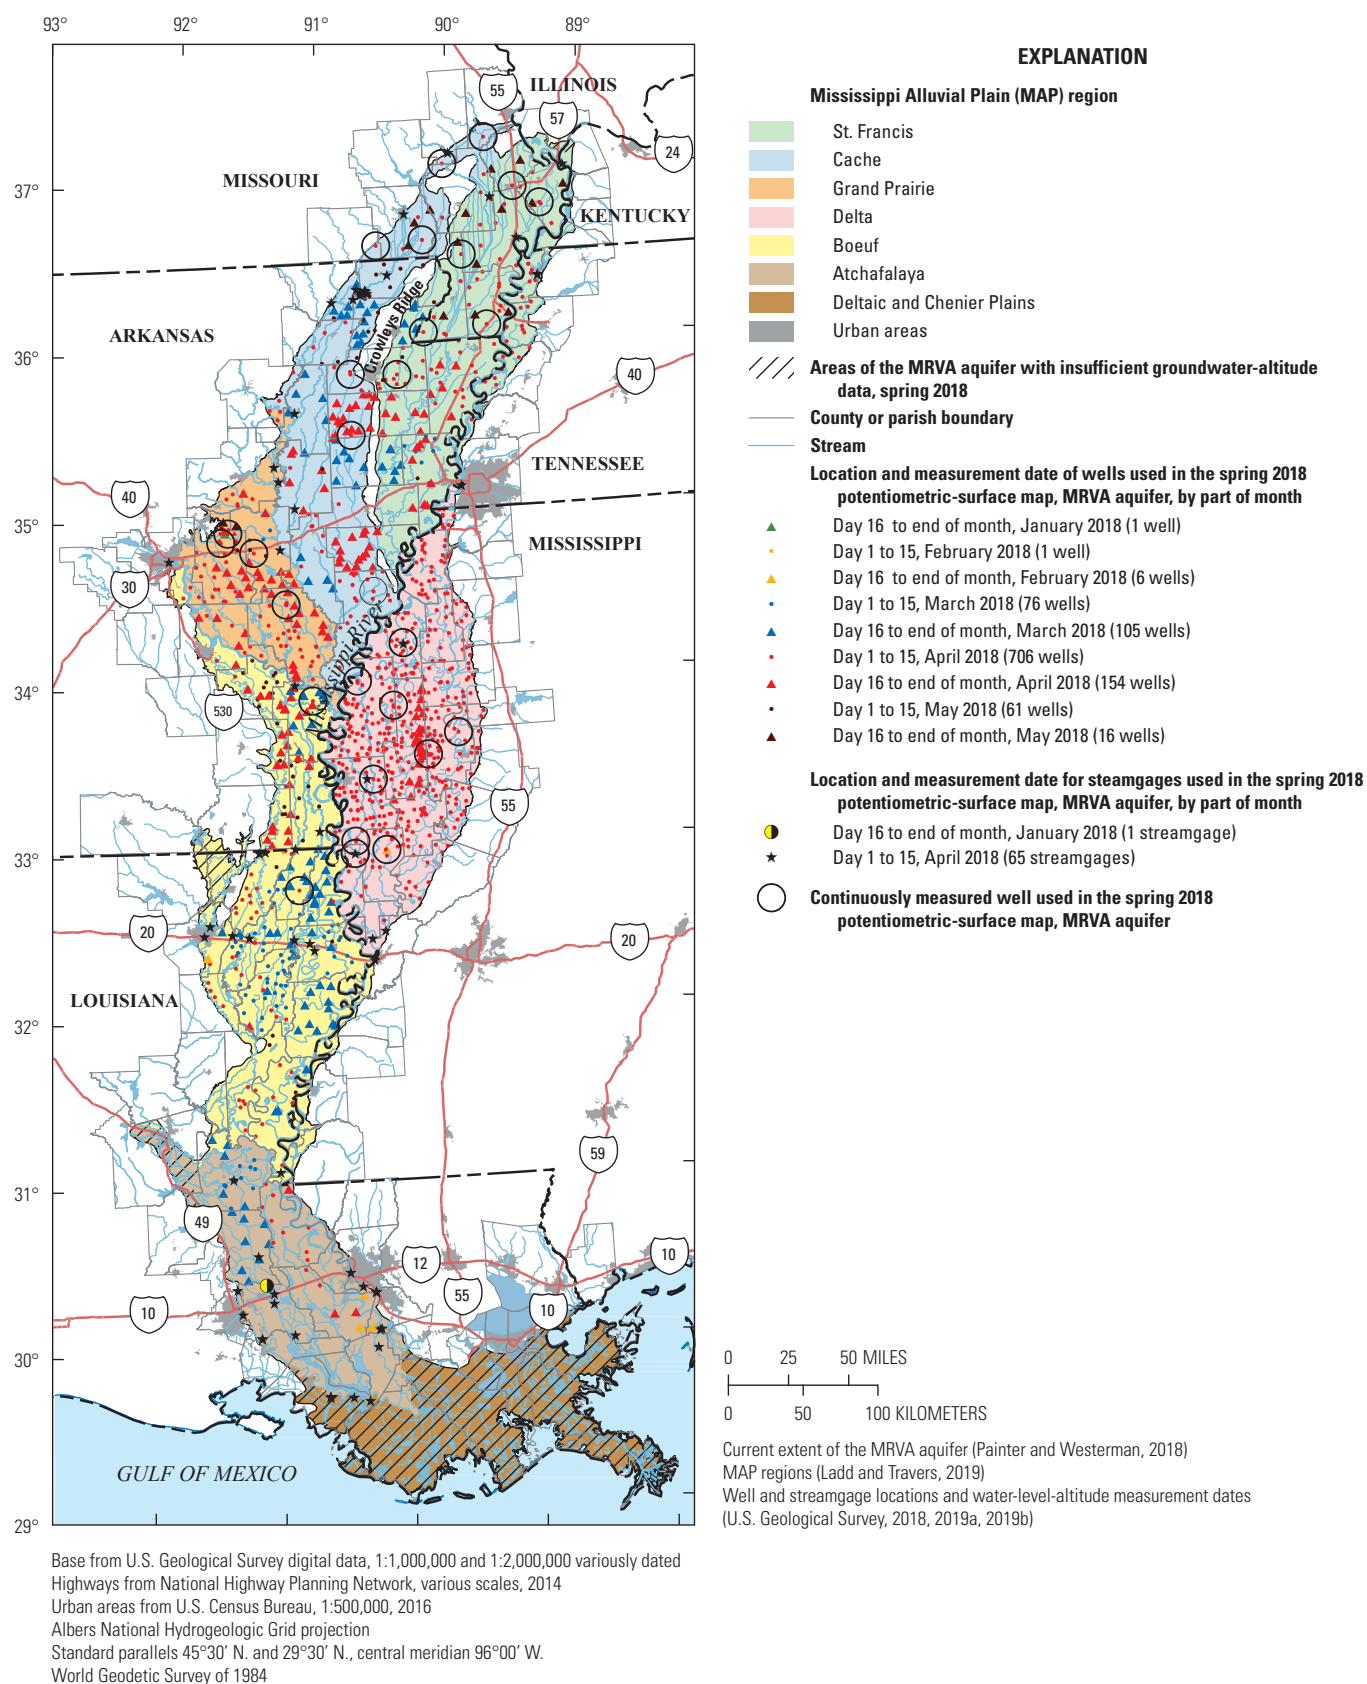 93°
92°
91°
90°
89°
37°
36°
35°
34°
33°
32°
31°
30°
29°
ILLINOIS
55
57
24
MISSOURI
KENTUCKY
Crowleys Ridge
ARKANSAS
40
TENNESSEE
40
MISSISSIPPI
30
530
55
20
20
LOUISIANA
59
49
12
10
55
10
10
GULF OF MEXICO
EXPLANATION
Mississippi Alluvial Plain (MAP) region
St. Francis
Cache
Grand Prairie
Delta
Boeuf
Atchafalaya
Deltaic and Chenier Plains
Urban areas
Areas of the MRVA aquifer with insufficient groundwater-altitude
data, spring 2018
County or parish boundary
Stream
Location and measurement date of wells used in the spring 2018
potentiometric-surface map, MRVA aquifer, by part of month
Day 16 to end of month, January 2018 (1 well)
Day 1 to 15, February 2018 (1 well)
Day 16 to end of month, February 2018 (6 wells)
Day 1 to 15, March 2018 (76 wells)
Day 16 to end of month, March 2018 (105 wells)
Day 1 to 15, April 2018 (706 wells)
Day 16 to end of month, April 2018 (154 wells)
Day 1 to 15, May 2018 (61 wells)
Day 16 to end of month, May 2018 (16 wells)
Location and measurement date for steamgages used in the spring 2018
potentiometric-surface map, MRVA aquifer, by part of month
Day 16 to end of month, January 2018 (1 streamgage)
Day 1 to 15, April 2018 (65 streamgages)
Continuously measured well used in the spring 2018
potentiometric-surface map, MRVA aquifer
0 25 50 MILES
0 50 100 KILOMETERS
Current extent of the MRVA aquifer (Painter and Westerman, 2018)
MAP regions (Ladd and Travers, 2019)
Well and streamgage locations and water-level-altitude measurement dates
(U.S. Geological Survey, 2018, 2019a, 2019b)
Base from U.S. Geological Survey digital data, 1:1,000,000 and 1:2,000,000 variously dated
Highways from National Highway Planning Network, various scales, 2014
Urban areas from U.S. Census Bureau, 1:500,000, 2016
Albers National Hydrogeologic Grid projection
Standard parallels 45°30′ N. and 29°30′ N., central meridian 96°00′ W.
World Geodetic Survey of 1984